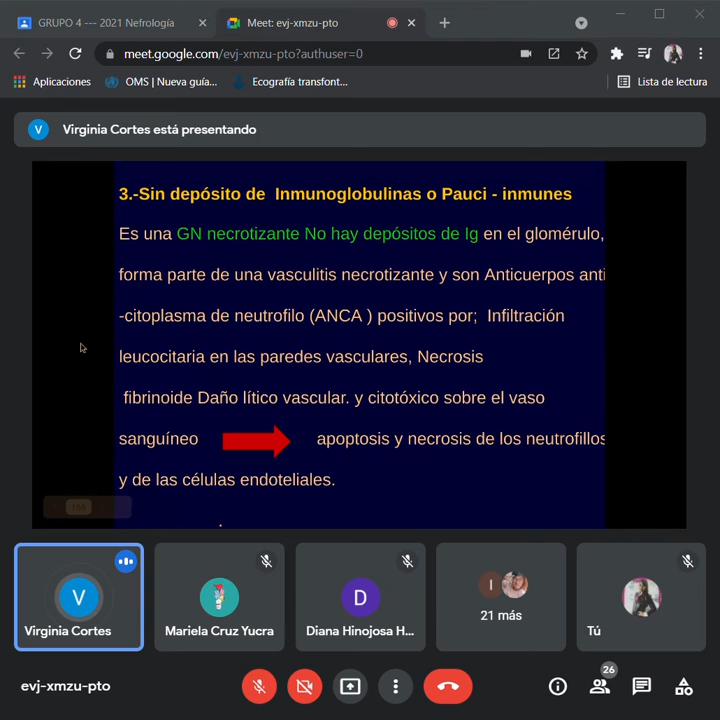 GRUPO 4 --- 2021 Nefrología
Meet: evj-xmzu-pto
meet.google.com/evj-xmzu-pto?authuser=0
Aplicaciones
OMS | Nueva guía...
Ecografía transfont...
Lista de lectura
V
Virginia Cortes está presentando
3.-Sin depósito de Inmunoglobulinas o Pauci - inmunes
Es una GN necrotizante No hay depósitos de Ig en el glomérulo,
forma parte de una vasculitis necrotizante y son Anticuerpos anti
-citoplasma de neutrofilo (ANCA ) positivos por; Infiltración
leucocitaria en las paredes vasculares, Necrosis
fibrinoide Daño lítico vascular. y citotóxico sobre el vaso
sanguíneo apoptosis y necrosis de los neutrofillos
y de las células endoteliales.
166
V
Virginia Cortes
Mariela Cruz Yucra
D
Diana Hinojosa H...
I
21 más
Tú
evj-xmzu-pto
26